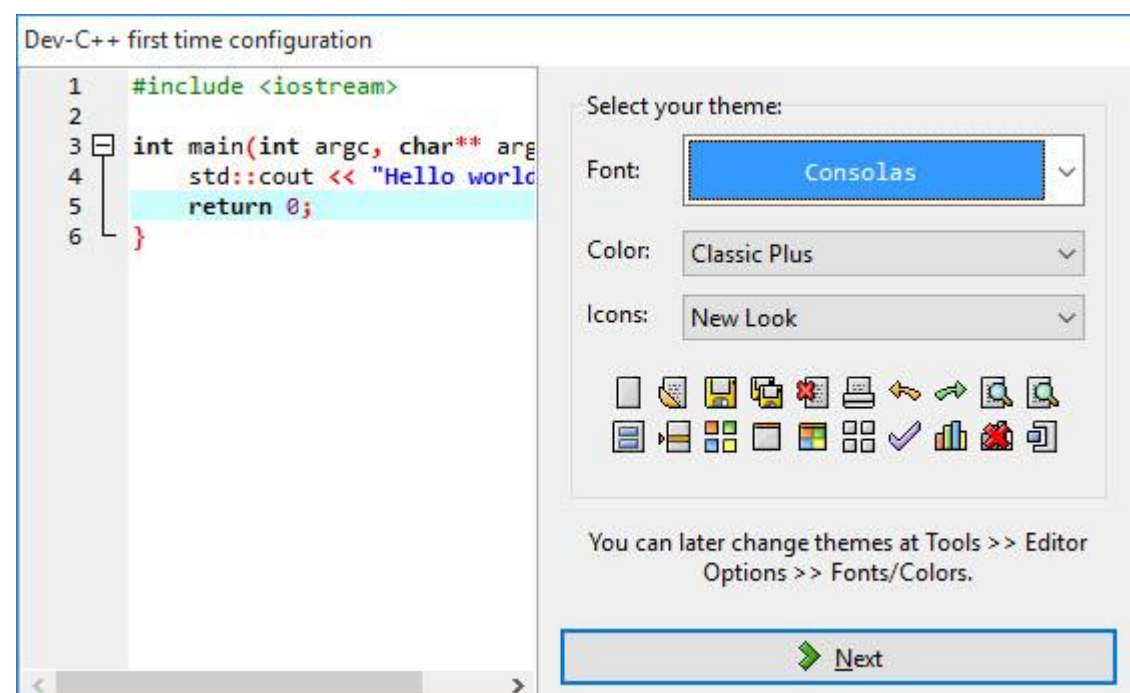 Dev-C++ first time configuration
1 #include <iostream>
2
3 int main(int argc, char** arg
4 std::cout << "Hello world
5 return 0;
6 }
Select your theme:
Font: Consolas
Color: Classic Plus
Icons: New Look
You can later change themes at Tools >> Editor
Options >> Fonts/Colors.
Next